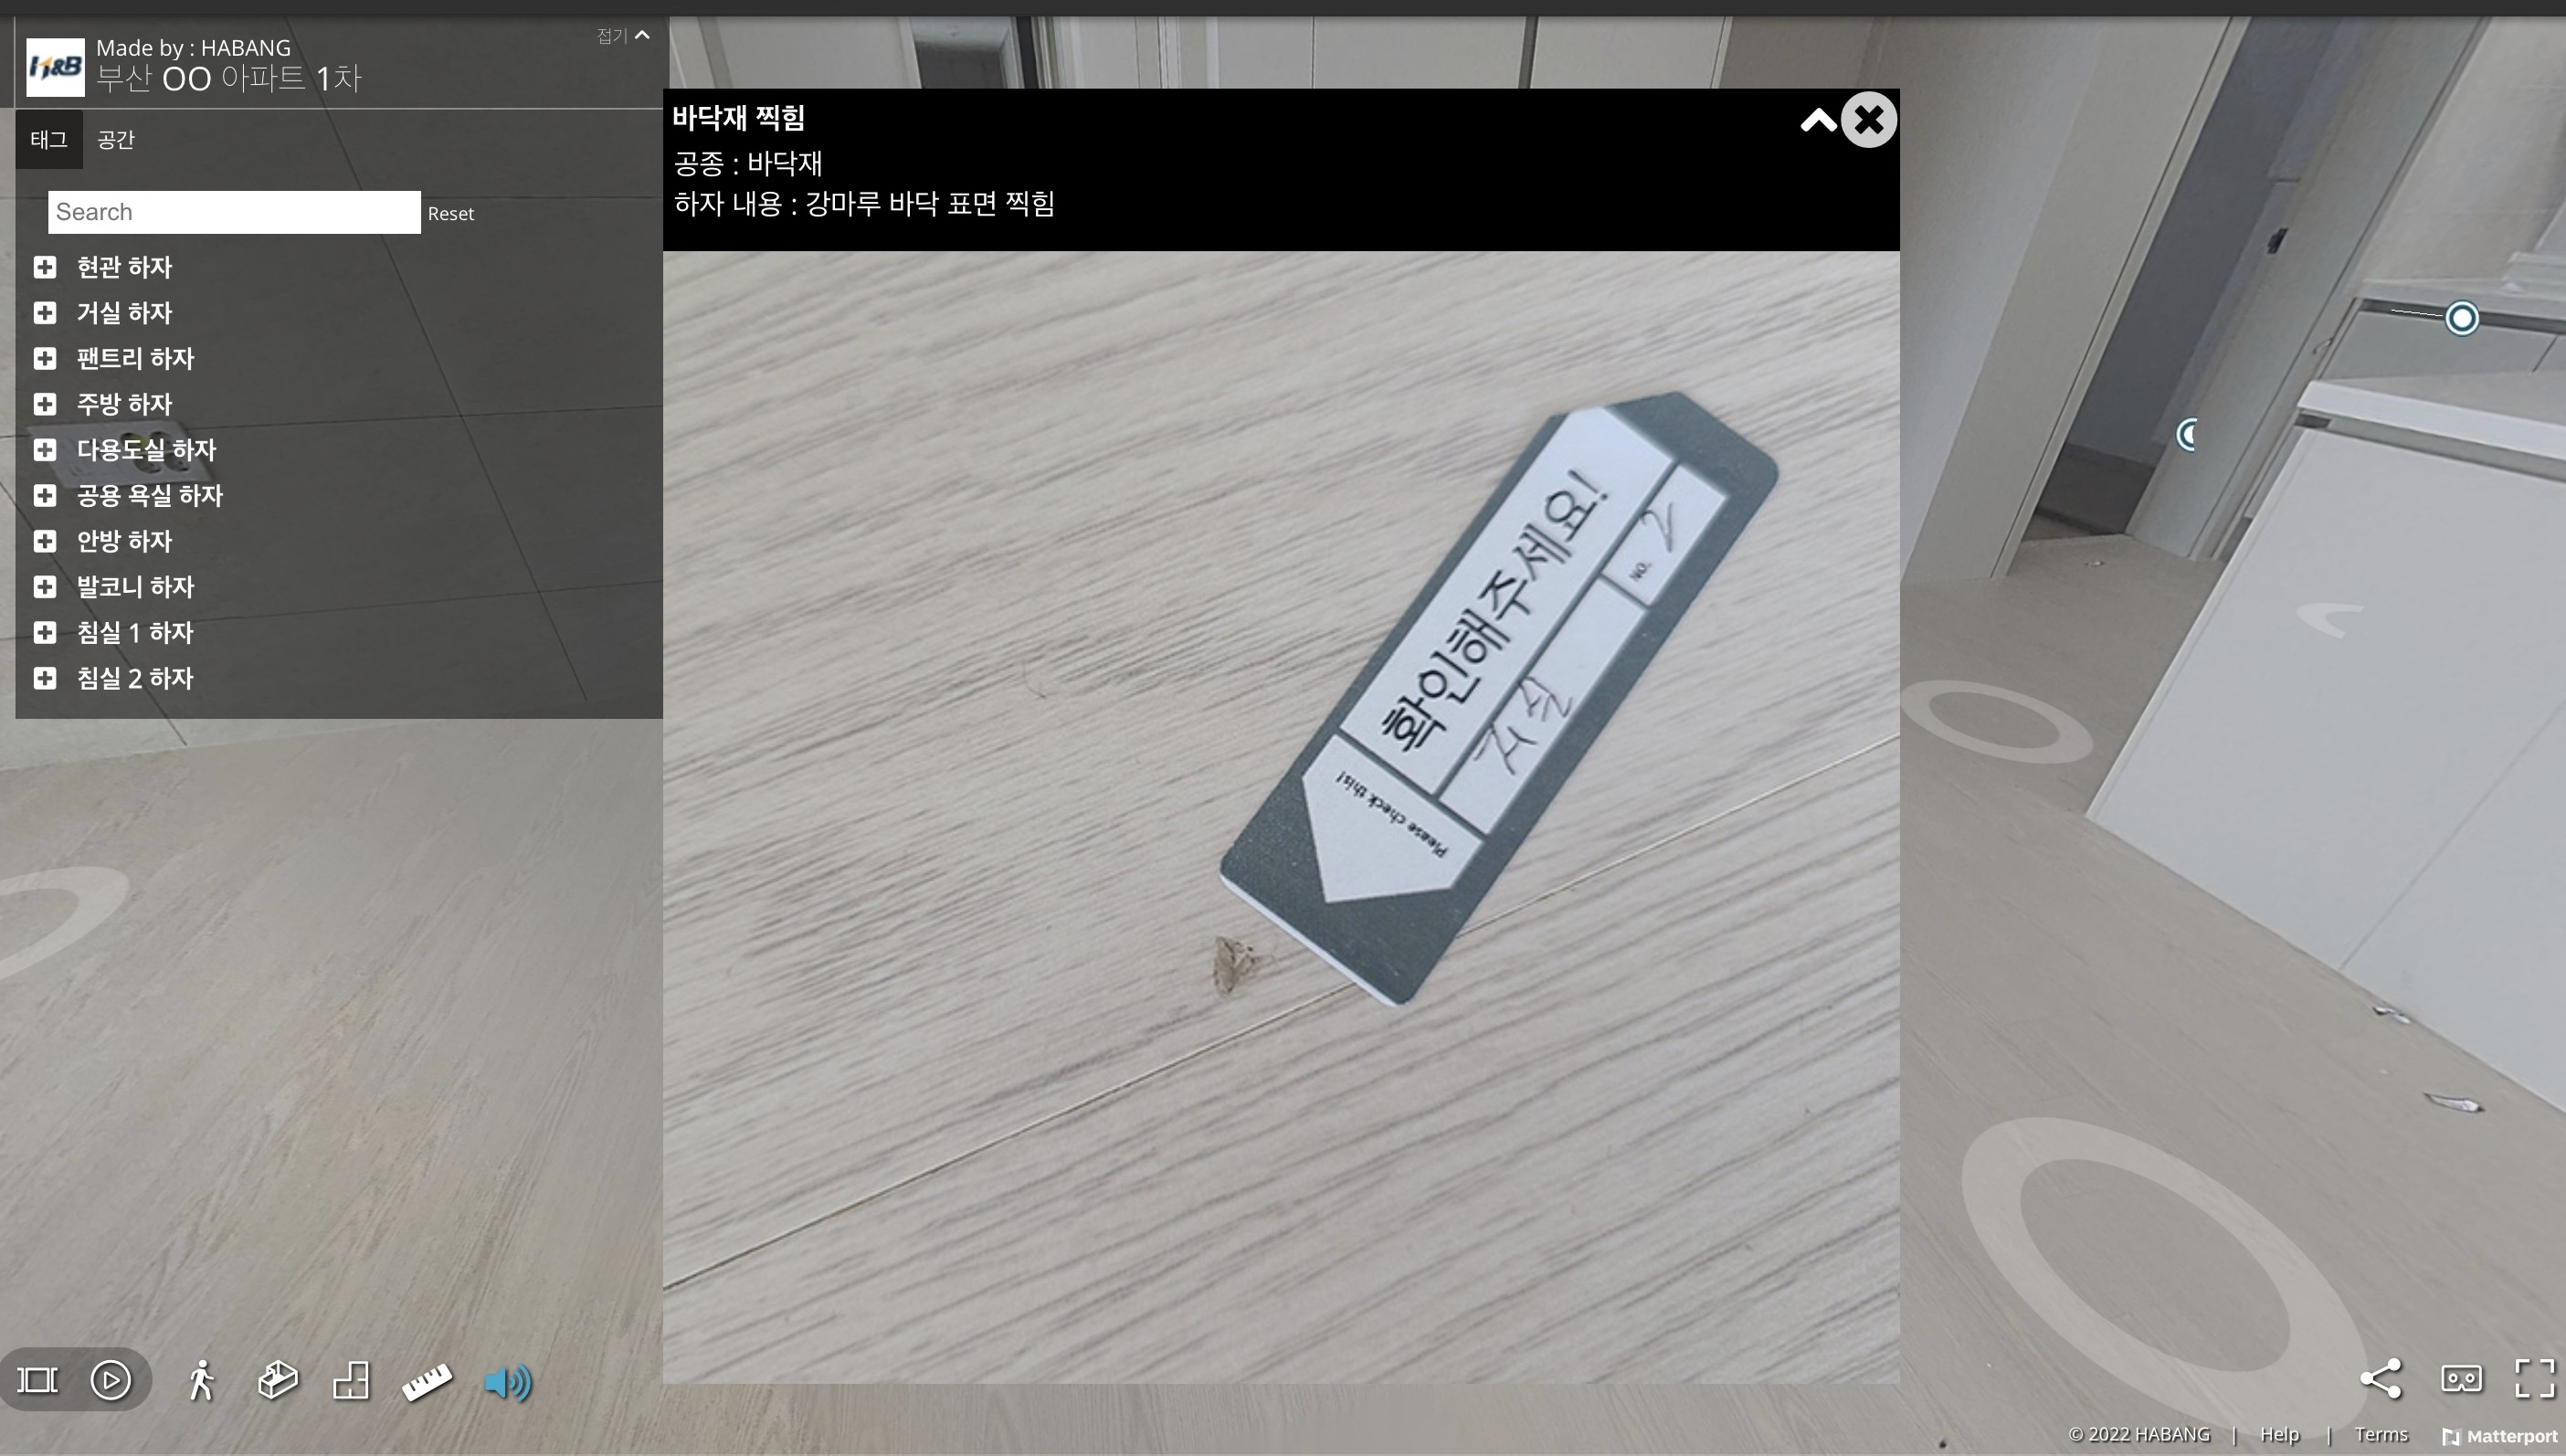 H&B
Made by : HABANG
부산 OO 아파트 1차
접기
태그 공간
Search Reset
현관 하자
거실 하자
팬트리 하자
주방 하자
다용도실 하자
공용 욕실 하자
안방 하자
발코니 하자
침실 1 하자
침실 2 하자
바닥재 찍힘
공종 : 바닥재
하자 내용 : 강마루 바닥 표면 찍힘
확인해주세요!
거실
NO. 2
Please check this!
© 2022 HABANG | Help | Terms Matterport